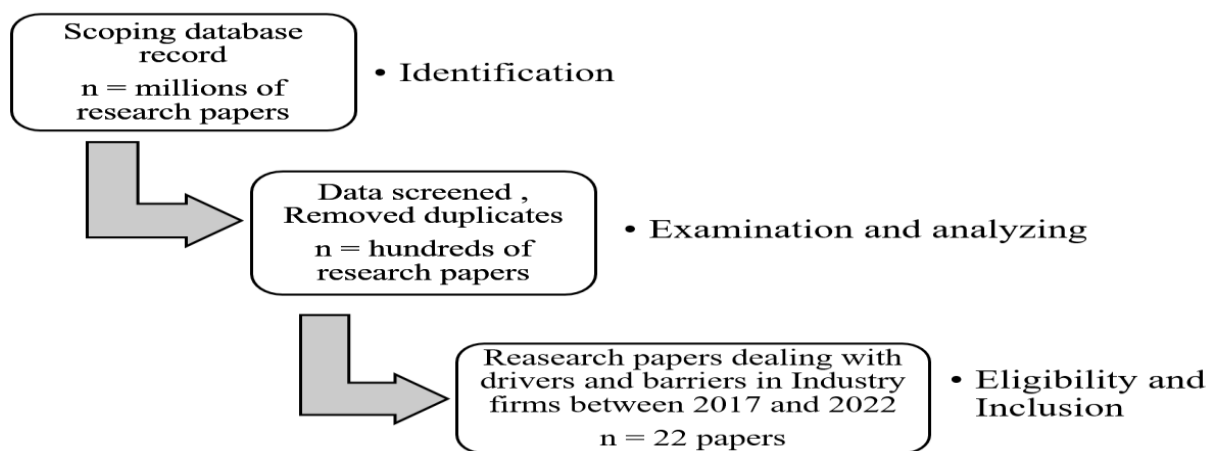 Scoping database
record
n = millions of
research papers
• Identification
Data screened ,
Removed duplicates
n = hundreds of
research papers
• Examination and analyzing
Reasearch papers dealing with
drivers and barriers in Industry
firms between 2017 and 2022
n = 22 papers
• Eligibility and
Inclusion